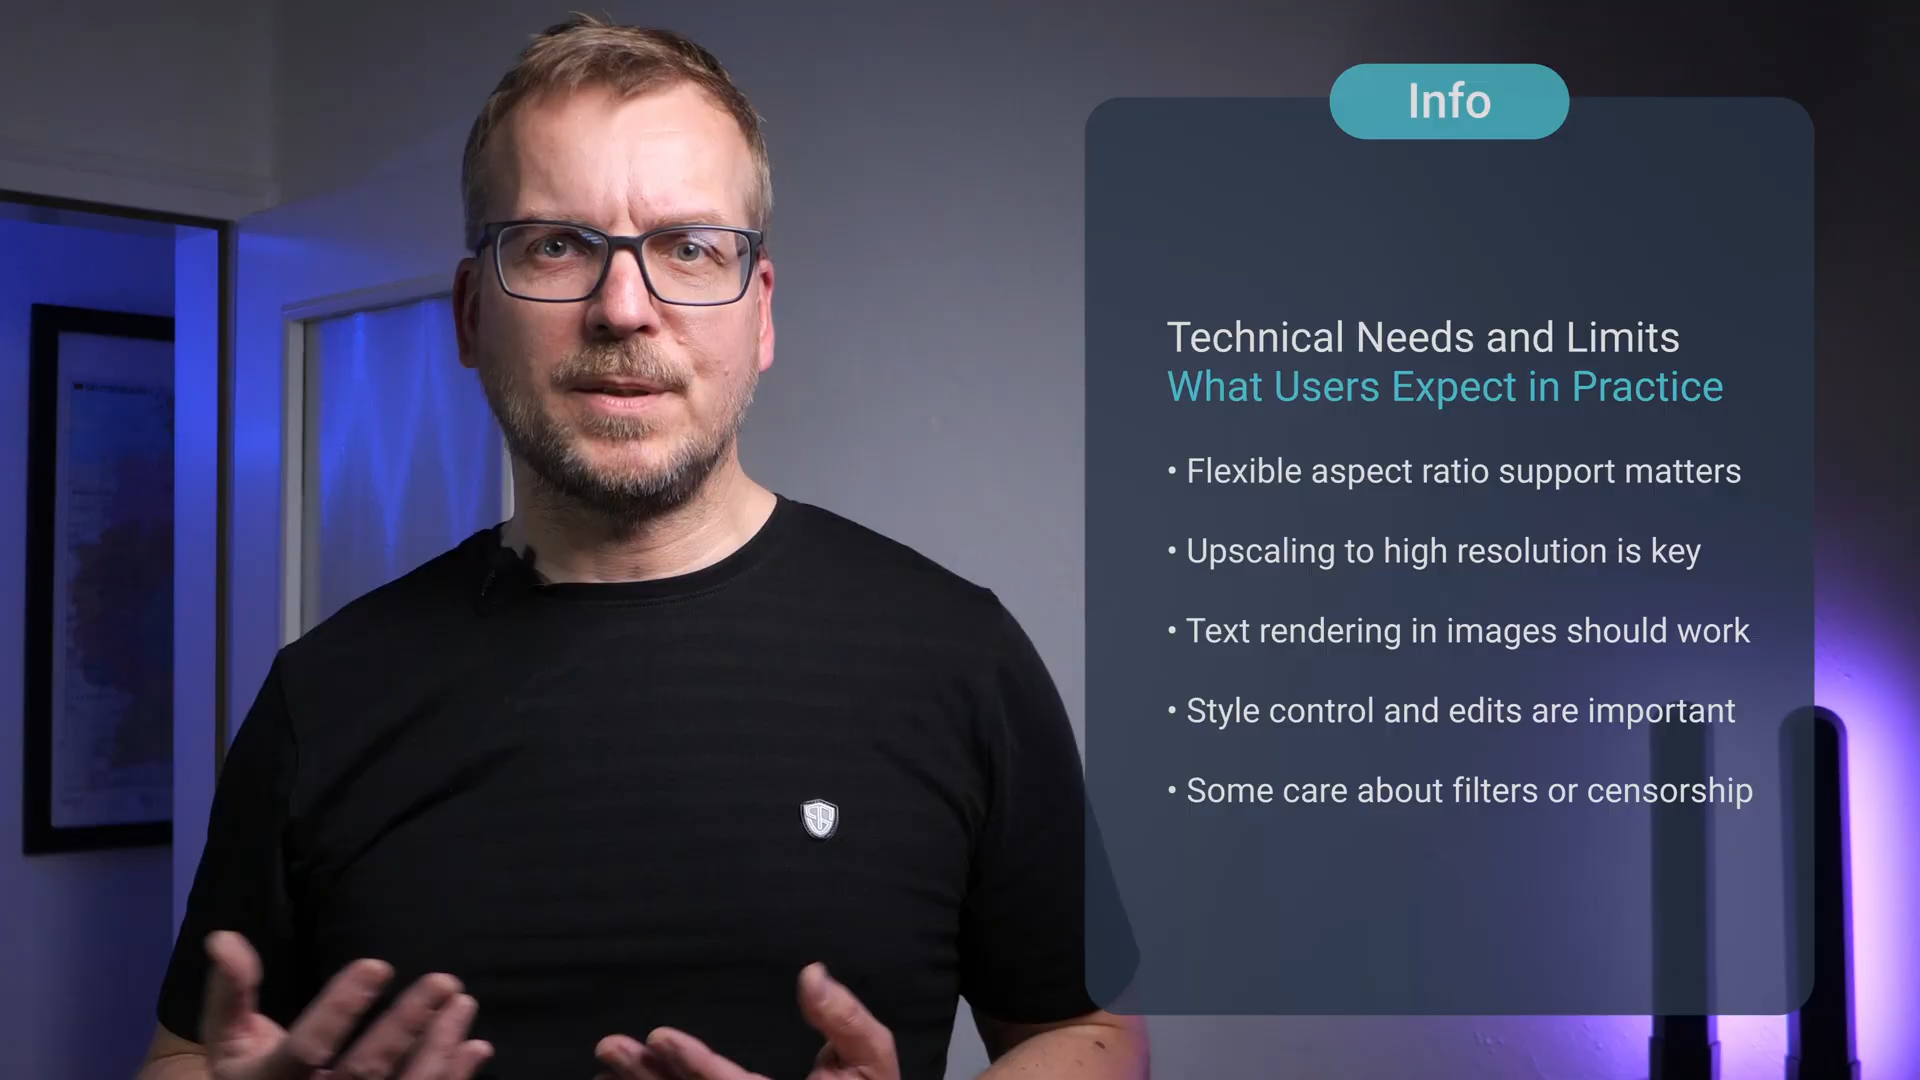 Info
Technical Needs and Limits
What Users Expect in Practice
• Flexible aspect ratio support matters
• Upscaling to high resolution is key
• Text rendering in images should work
• Style control and edits are important
• Some care about filters or censorship